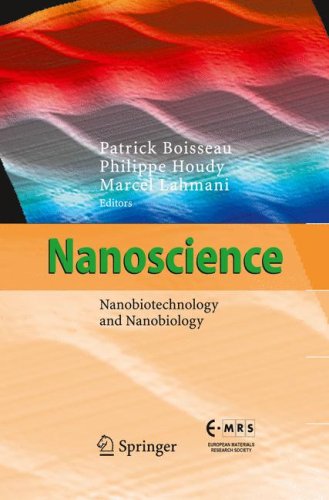 Patrick Boisseau
Philippe Houdy
Marcel Lahmani
Editors
Nanoscience
Nanobiotechnology
and Nanobiology
Springer
E·MRS
EUROPEAN MATERIALS
RESEARCH SOCIETY